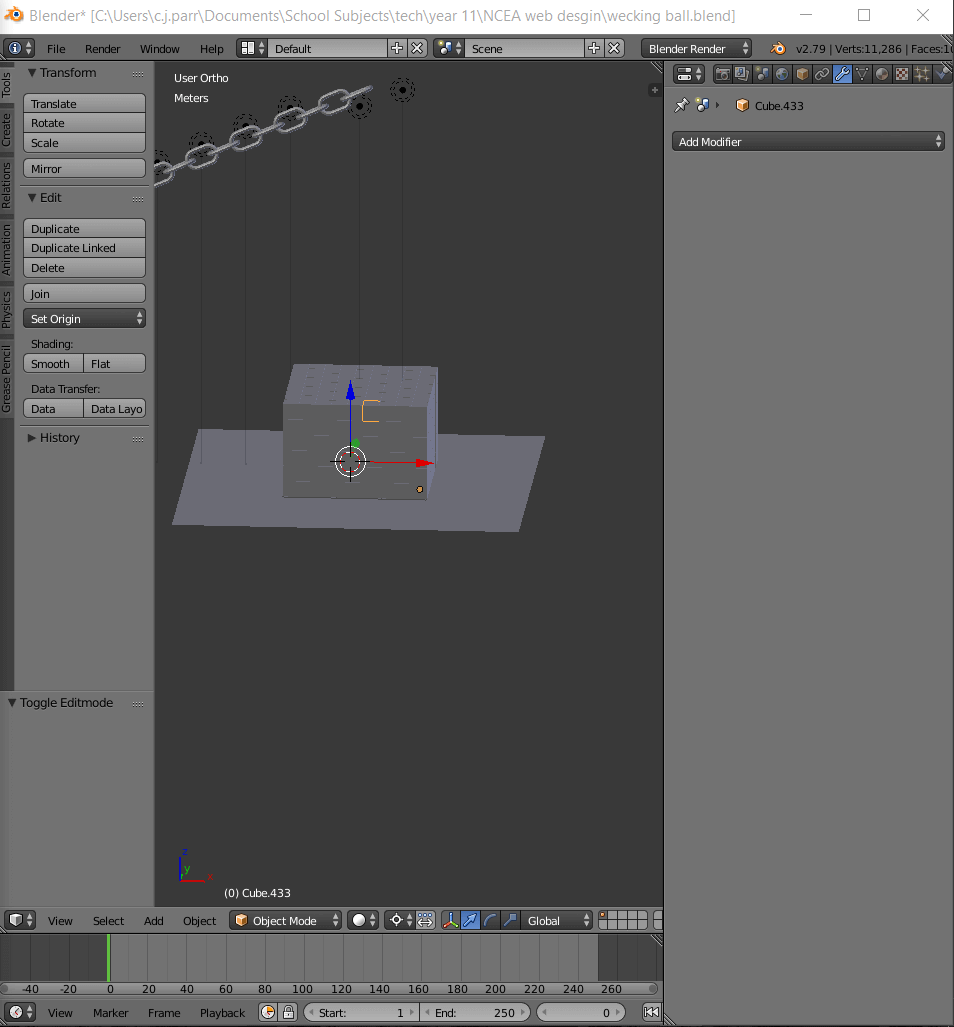 Blender* [C:\Users\c.j.parr\Documents\School Subjects\tech\year 11\NCEA web desgin\wecking ball.blend]
File Render Window Help Default Scene Blender Render v2.79 | Verts:11,286 | Faces:1
Tools
Create
Relations
Animation
Physics
Grease Pencil
Transform
Translate
Rotate
Scale
Mirror
Edit
Duplicate
Duplicate Linked
Delete
Join
Set Origin
Shading:
Smooth Flat
Data Transfer:
Data Data Layo
History
Toggle Editmode
User Ortho
Meters
z
y
x
(0) Cube.433
Cube.433
Add Modifier
View Select Add Object Object Mode Global
-40 -20 0 20 40 60 80 100 120 140 160 180 200 220 240 260
View Marker Frame Playback Start: 1 End: 250 0